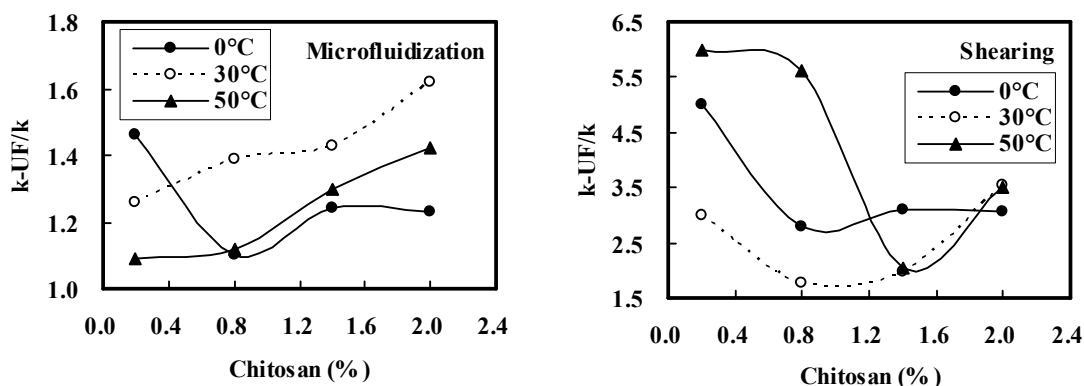 1.8
1.6
1.4
1.2
1.0
k-UF/k
0°C
30°C
50°C
Microfluidization
0.0 0.4 0.8 1.2 1.6 2.0 2.4
Chitosan (%)
6.5
5.5
4.5
3.5
2.5
1.5
k-UF/k
Shearing
0°C
30°C
50°C
0.0 0.4 0.8 1.2 1.6 2.0 2.4
Chitosan (%)